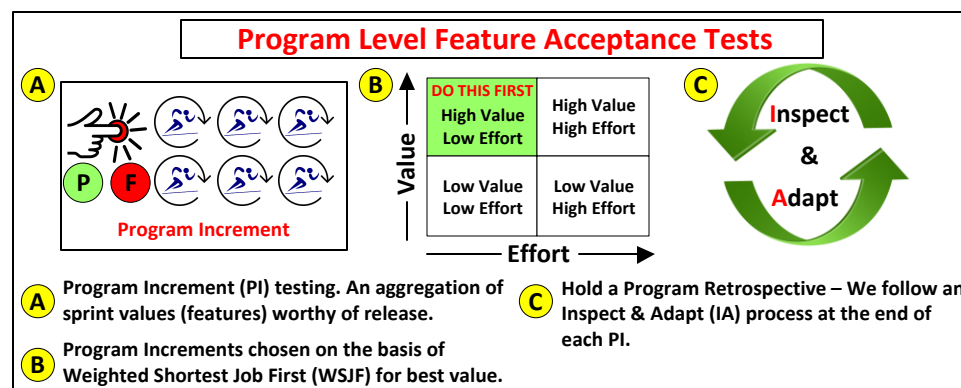 Program Level Feature Acceptance Tests
A
P
F
Program Increment
B
Value
DO THIS FIRST
High Value
Low Effort
High Value
High Effort
Low Value
Low Effort
Low Value
High Effort
Effort
C
Inspect
&
Adapt
A
Program Increment (PI) testing. An aggregation of
sprint values (features) worthy of release.
B
Program Increments chosen on the basis of
Weighted Shortest Job First (WSJF) for best value.
C
Hold a Program Retrospective – We follow an
Inspect & Adapt (IA) process at the end of
each PI.